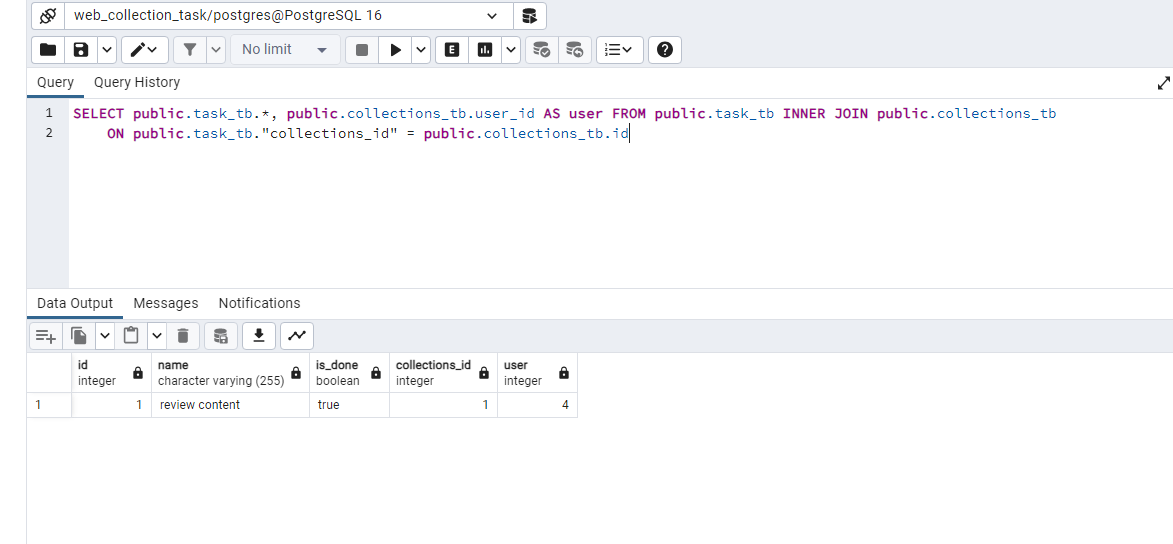 web_collection_task/postgres@PostgreSQL 16
No limit
E
Query Query History
1 SELECT public.task_tb.*, public.collections_tb.user_id AS user FROM public.task_tb INNER JOIN public.collections_tb
2 ON public.task_tb."collections_id" = public.collections_tb.id
Data Output Messages Notifications
id name is_done collections_id user
integer character varying (255) boolean integer integer
1 1 review content true 1 4